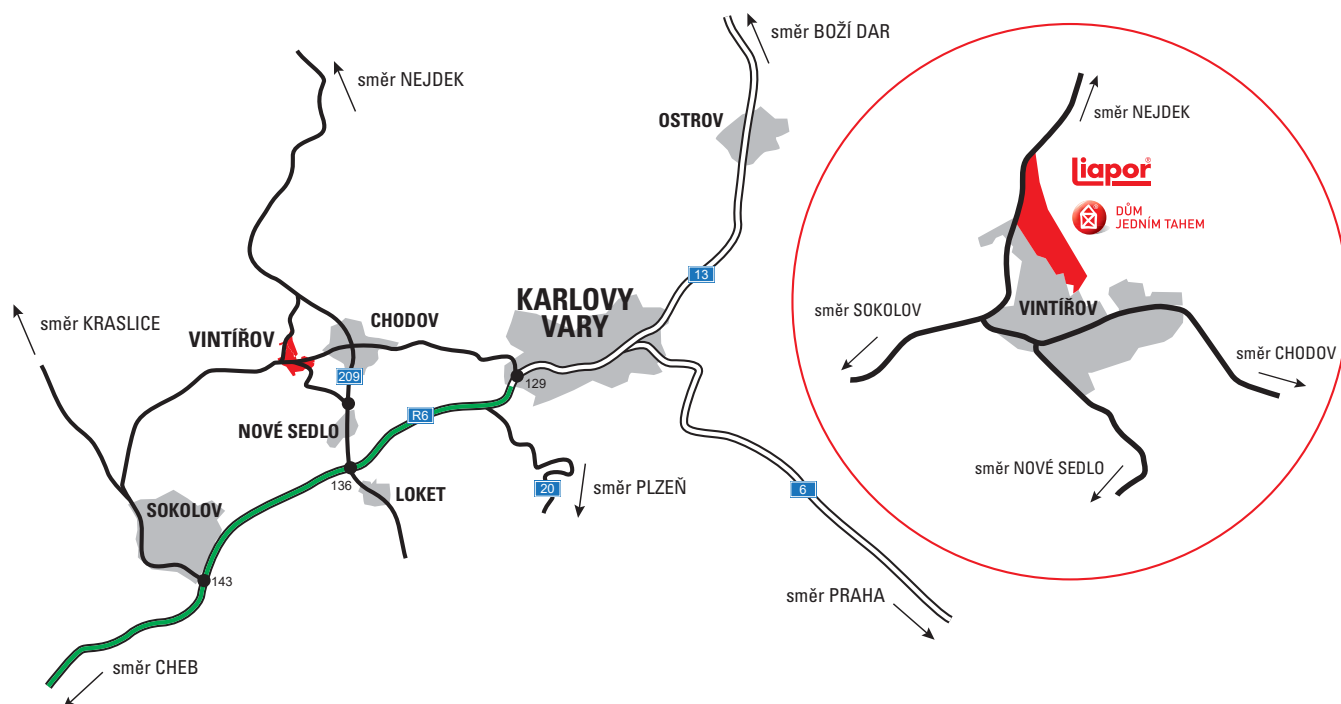 směr BOŽÍ DAR
směr NEJDEK
OSTROV
13
KARLOVY
VARY
směr KRASLICE
VINTÍŘOV
CHODOV
209
129
R6
NOVÉ SEDLO
136
LOKET
20
směr PLZEŇ
6
SOKOLOV
143
směr PRAHA
směr CHEB
směr NEJDEK
Liapor®
DŮM
JEDNÍM TAHEM
směr SOKOLOV
VINTÍŘOV
směr CHODOV
směr NOVÉ SEDLO